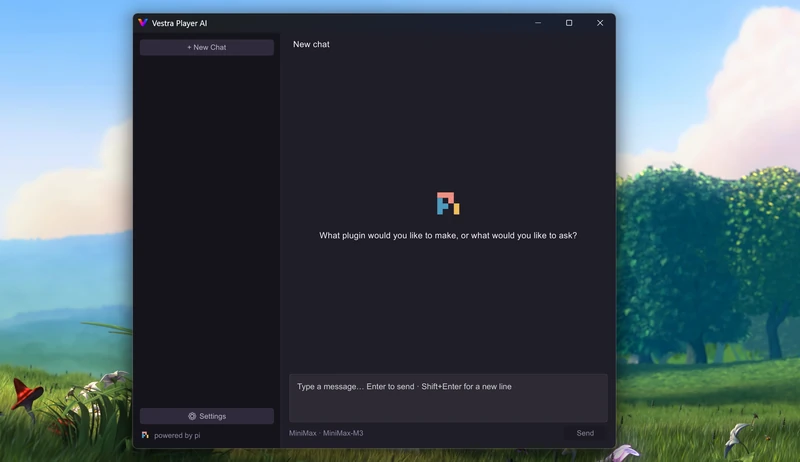 Vestra Player AI
+ New Chat
New chat
What plugin would you like to make, or what would you like to ask?
Type a message... Enter to send · Shift+Enter for a new line
Settings
MiniMax · MiniMax-M3
Send
powered by pi